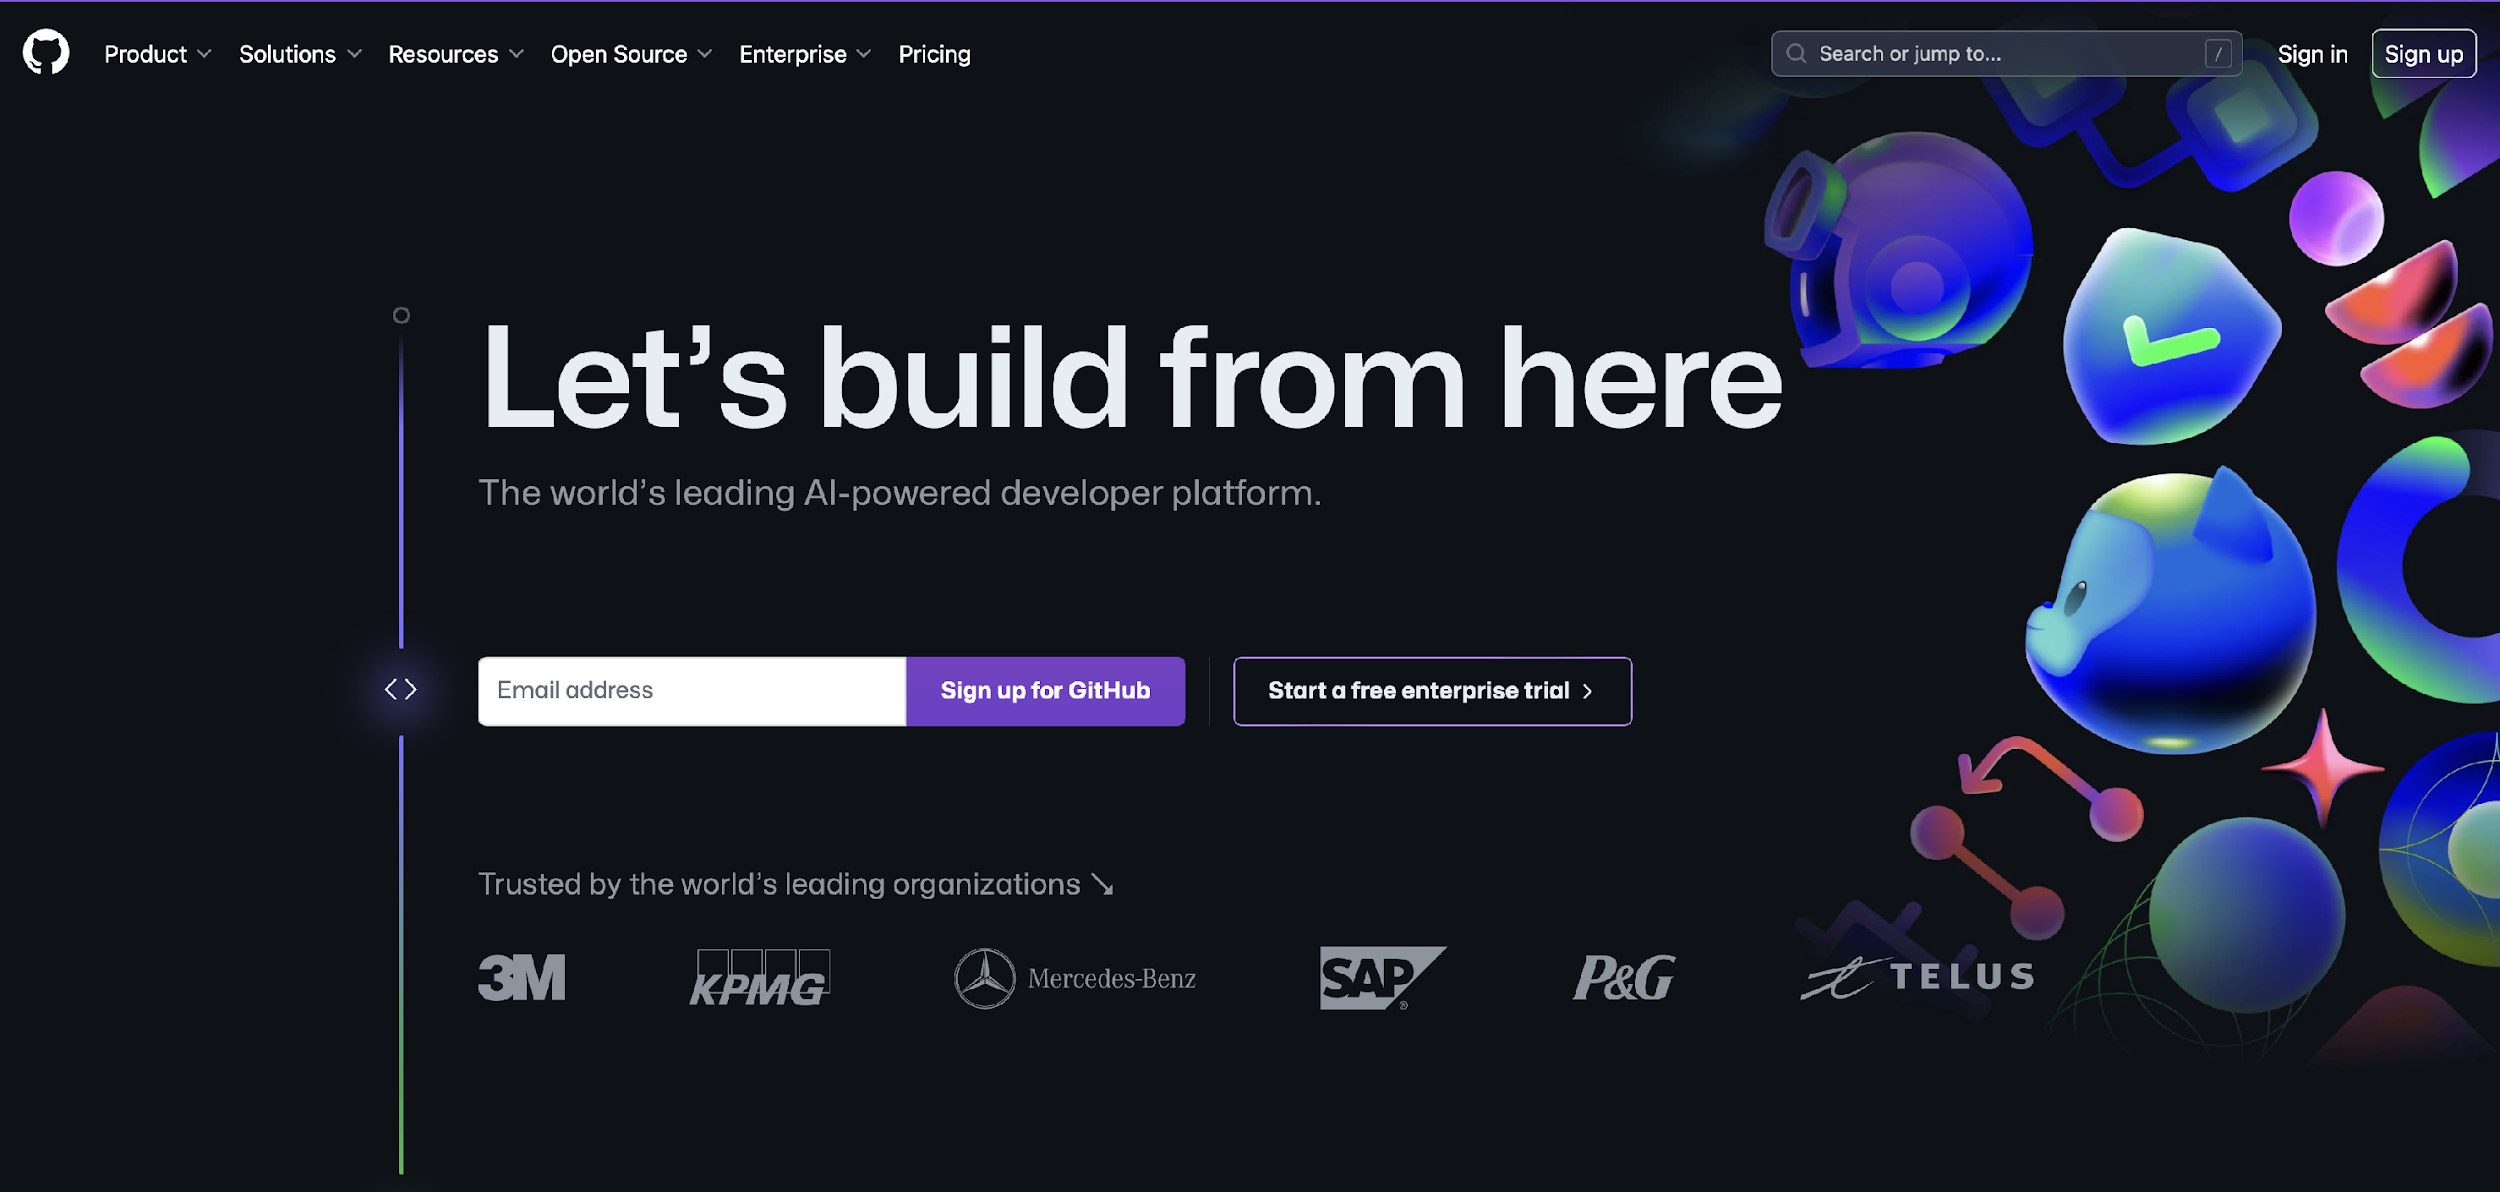 Product
Solutions
Resources
Open Source
Enterprise
Pricing
Search or jump to...
/
Sign in
Sign up
Let’s build from here
The world’s leading AI-powered developer platform.
Email address
Sign up for GitHub
Start a free enterprise trial
Trusted by the world’s leading organizations
3M
KPMG
Mercedes-Benz
SAP®
P&G
TELUS